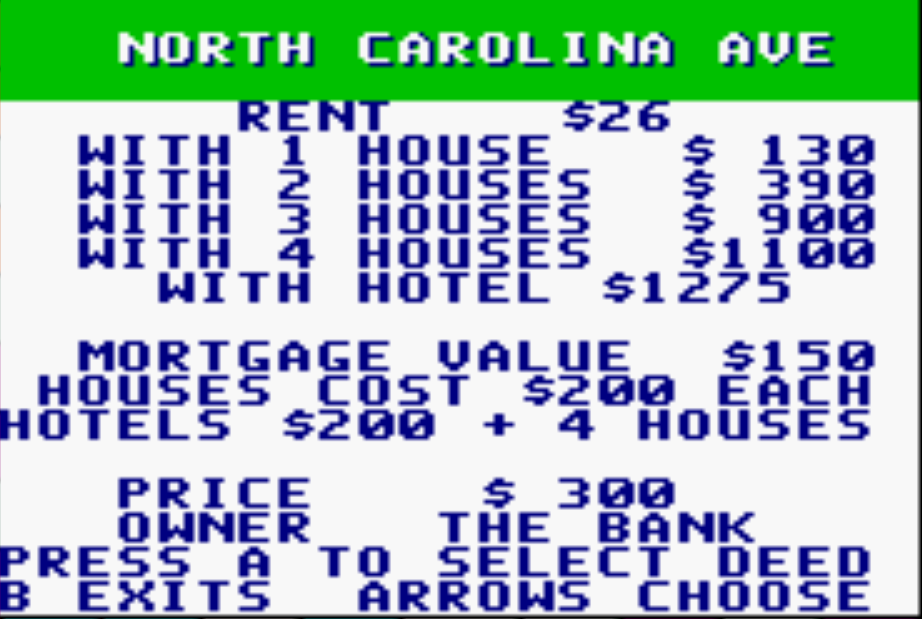 NORTH CAROLINA AVE
RENT $26
WITH 1 HOUSE $ 130
WITH 2 HOUSES $ 390
WITH 3 HOUSES $ 900
WITH 4 HOUSES $1100
WITH HOTEL $1275
MORTGAGE VALUE $150
HOUSES COST $200 EACH
HOTELS $200 + 4 HOUSES
PRICE $ 300
OWNER THE BANK
PRESS A TO SELECT DEED
B EXITS ARROWS CHOOSE